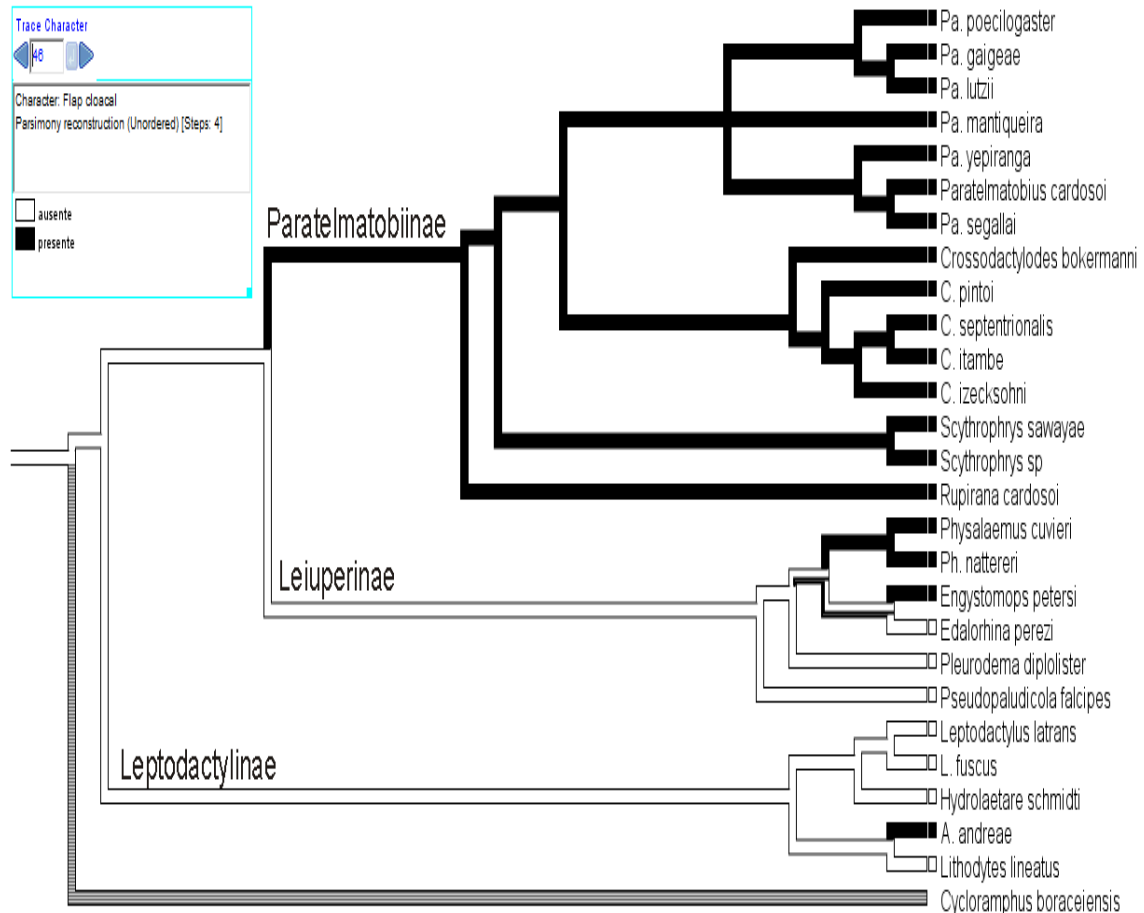 Trace Character
46
Character: Flap cloacal
Parsimony reconstruction (Unordered) [Steps: 4]
ausente
presente
Paratelmatobiinae
Leiuperinae
Leptodactylinae
Pa. poecilogaster
Pa. gaigeae
Pa. lutzii
Pa. mantiqueira
Pa. yepiranga
Paratelmatobius cardosoi
Pa. segallai
Crossodactylodes bokermanni
C. pintoi
C. septentrionalis
C. itambe
C. izecksohni
Scythrophrys sawayae
Scythrophrys sp
Rupirana cardosoi
Physalaemus cuvieri
Ph. nattereri
Engystomops petersi
Edalorhina perezi
Pleurodema diplolister
Pseudopaludicola falcipes
Leptodactylus latrans
L. fuscus
Hydrolaetare schmidti
A. andreae
Lithodytes lineatus
Cycloramphus boraceiensis